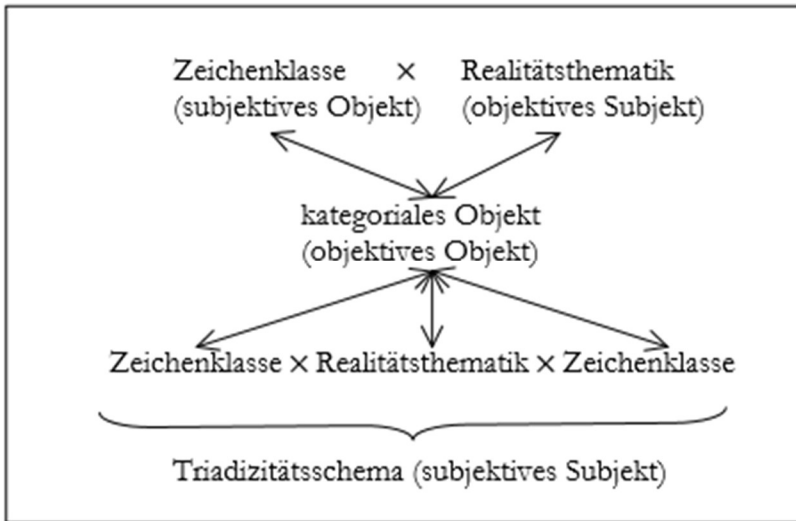 Zeichenklasse × Realitätsthematik
(subjektives Objekt) (objektives Subjekt)
kategoriales Objekt
(objektives Objekt)
Zeichenklasse × Realitätsthematik × Zeichenklasse
Triadizitätsschema (subjektives Subjekt)